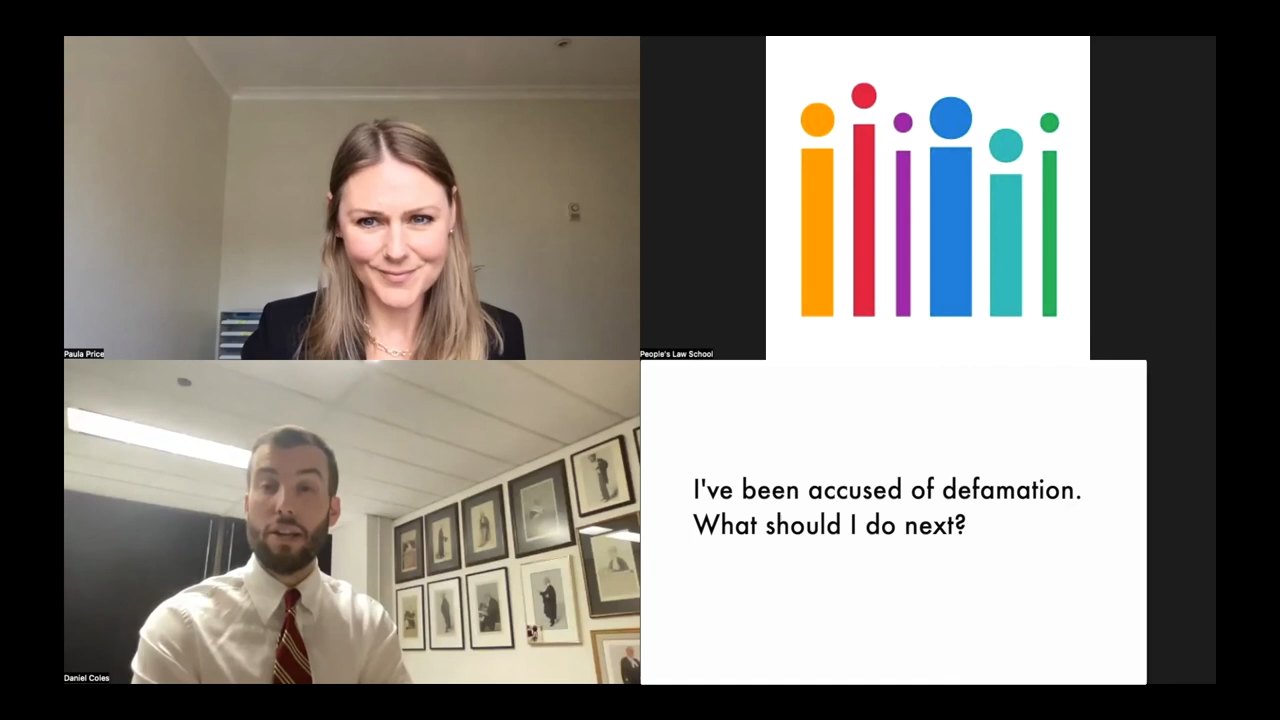 Paula Price
People's Law School
I've been accused of defamation.
What should I do next?
Daniel Coles